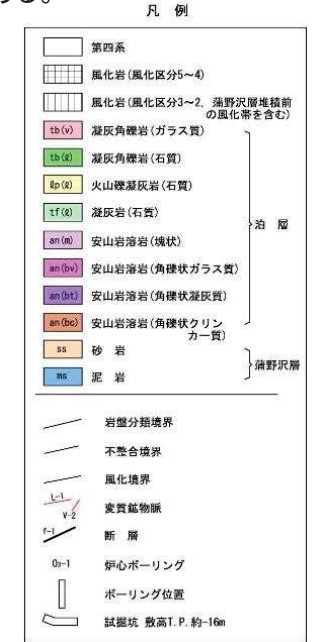 ある。
凡 例
第四系
風化岩(風化区分5~4)
風化岩(風化区分3~2, 蒲野沢層堆積前
の風化帯を含む)
tb(v) 凝灰角礫岩(ガラス質)
tb(ℓ) 凝灰角礫岩(石質)
ℓp(ℓ) 火山礫凝灰岩(石質)
tf(ℓ) 凝灰岩(石質)
an(m) 安山岩溶岩(塊状)
an(bv) 安山岩溶岩(角礫状ガラス質)
an(bt) 安山岩溶岩(角礫状凝灰質)
an(bc) 安山岩溶岩(角礫状クリン
カー質)
泊 層
ss 砂 岩
ms 泥 岩
蒲野沢層
岩盤分類境界
不整合境界
風化境界
L-1
V-2
変質鉱物脈
f-1
断 層
O3-1 炉心ボーリング
ボーリング位置
試掘坑 敷高T.P.約-16m